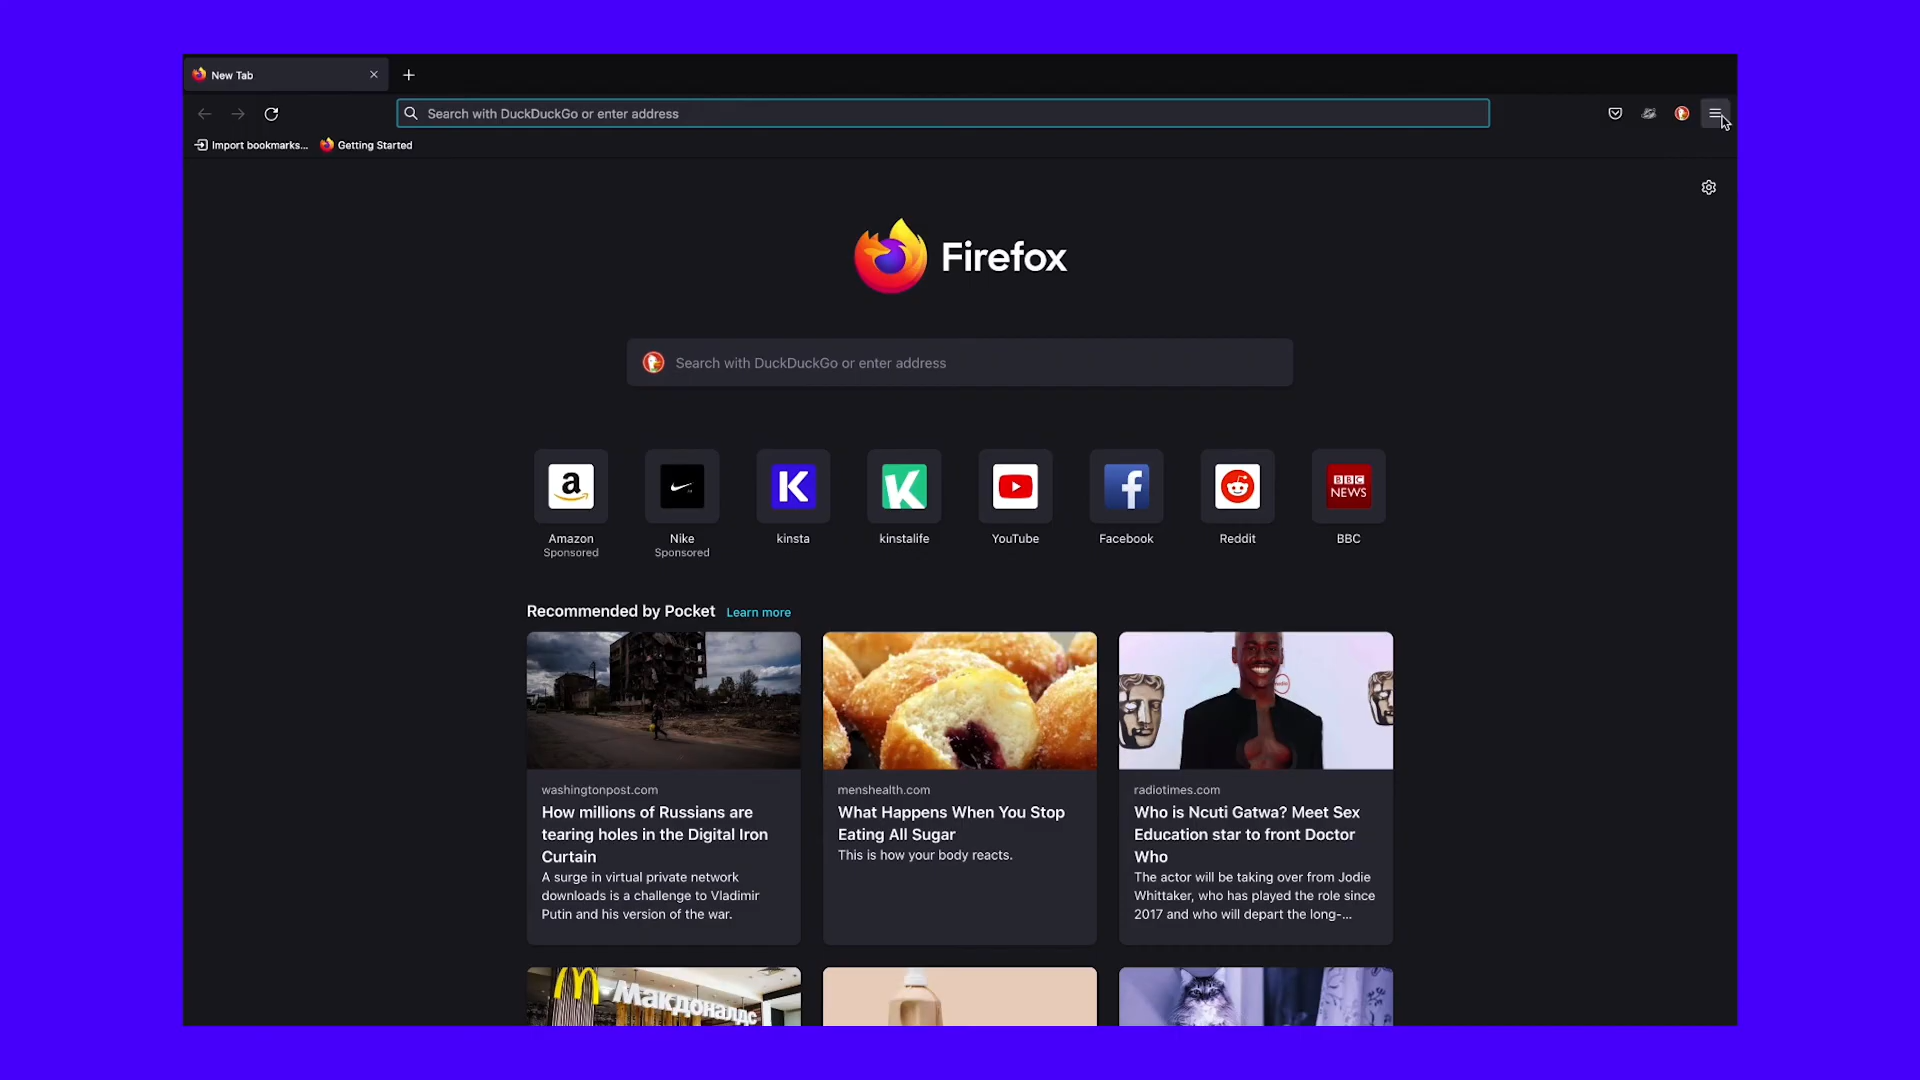 New Tab
Search with DuckDuckGo or enter address
Import bookmarks...
Getting Started
Firefox
Search with DuckDuckGo or enter address
a
K
K
f
BBC
NEWS
Amazon
Sponsored
Nike
Sponsored
kinsta
kinstalife
YouTube
Facebook
Reddit
BBC
Recommended by Pocket Learn more
washingtonpost.com
How millions of Russians are
tearing holes in the Digital Iron
Curtain
A surge in virtual private network
downloads is a challenge to Vladimir
Putin and his version of the war.
menshealth.com
What Happens When You Stop
Eating All Sugar
This is how your body reacts.
radiotimes.com
Who is Ncuti Gatwa? Meet Sex
Education star to front Doctor
Who
The actor will be taking over from Jodie
Whittaker, who has played the role since
2017 and who will depart the long-...
Макдоналдс